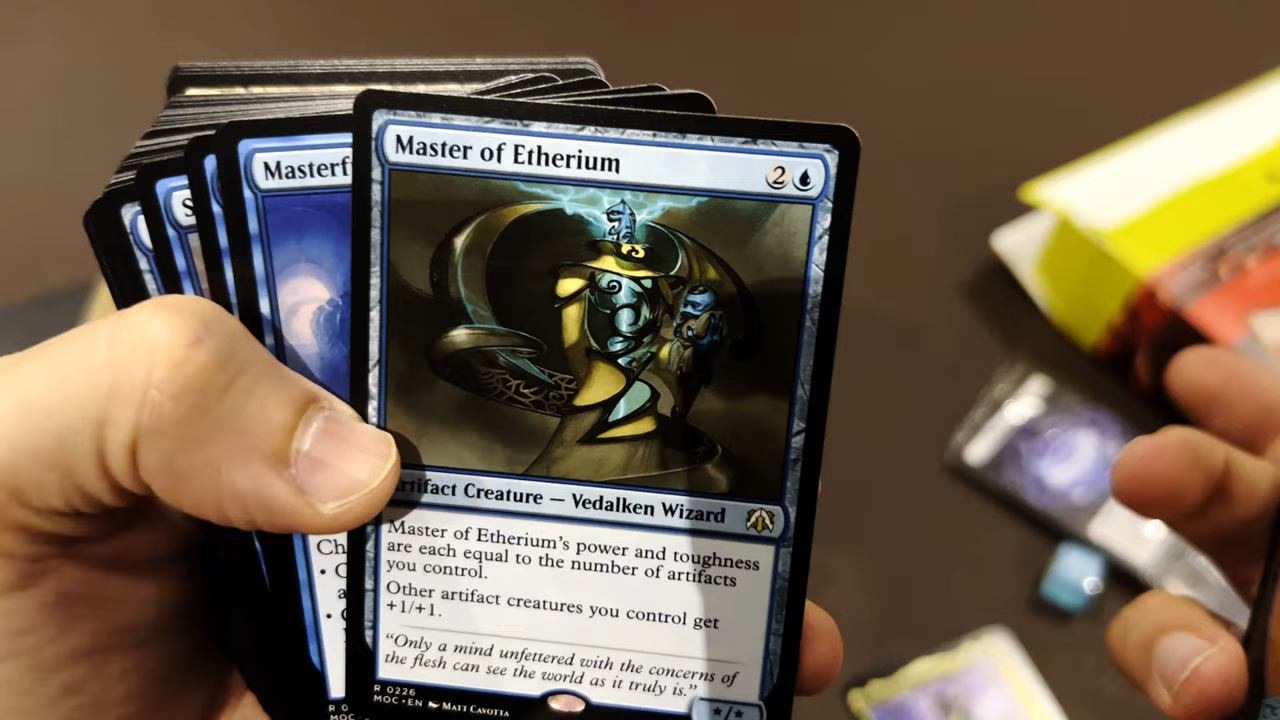 Master of Etherium
2
Masterf
S
Artifact Creature — Vedalken Wizard
Master of Etherium's power and toughness
are each equal to the number of artifacts
you control.
Other artifact creatures you control get
+1/+1.
"Only a mind unfettered with the concerns of
the flesh can see the world as it truly is."
R 0226
MOC • EN Matt Cavotta
*/*
Ch
• C
a
• C
R 0
MOC •